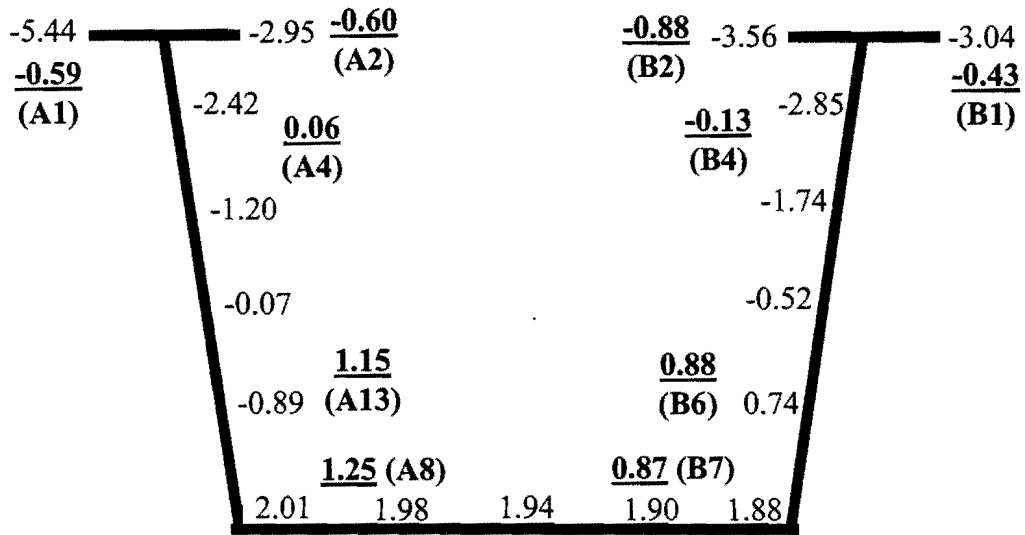 -5.44 -2.95 -0.60 -0.88 -3.56 -3.04
(A2) (B2)
-0.59 -0.43
(A1) (B1)
-2.42 -2.85
0.06 -0.13
(A4) (B4)
-1.20 -1.74
-0.07 -0.52
1.15 0.88
-0.89 (A13) (B6) 0.74
1.25 (A8) 0.87 (B7)
2.01 1.98 1.94 1.90 1.88